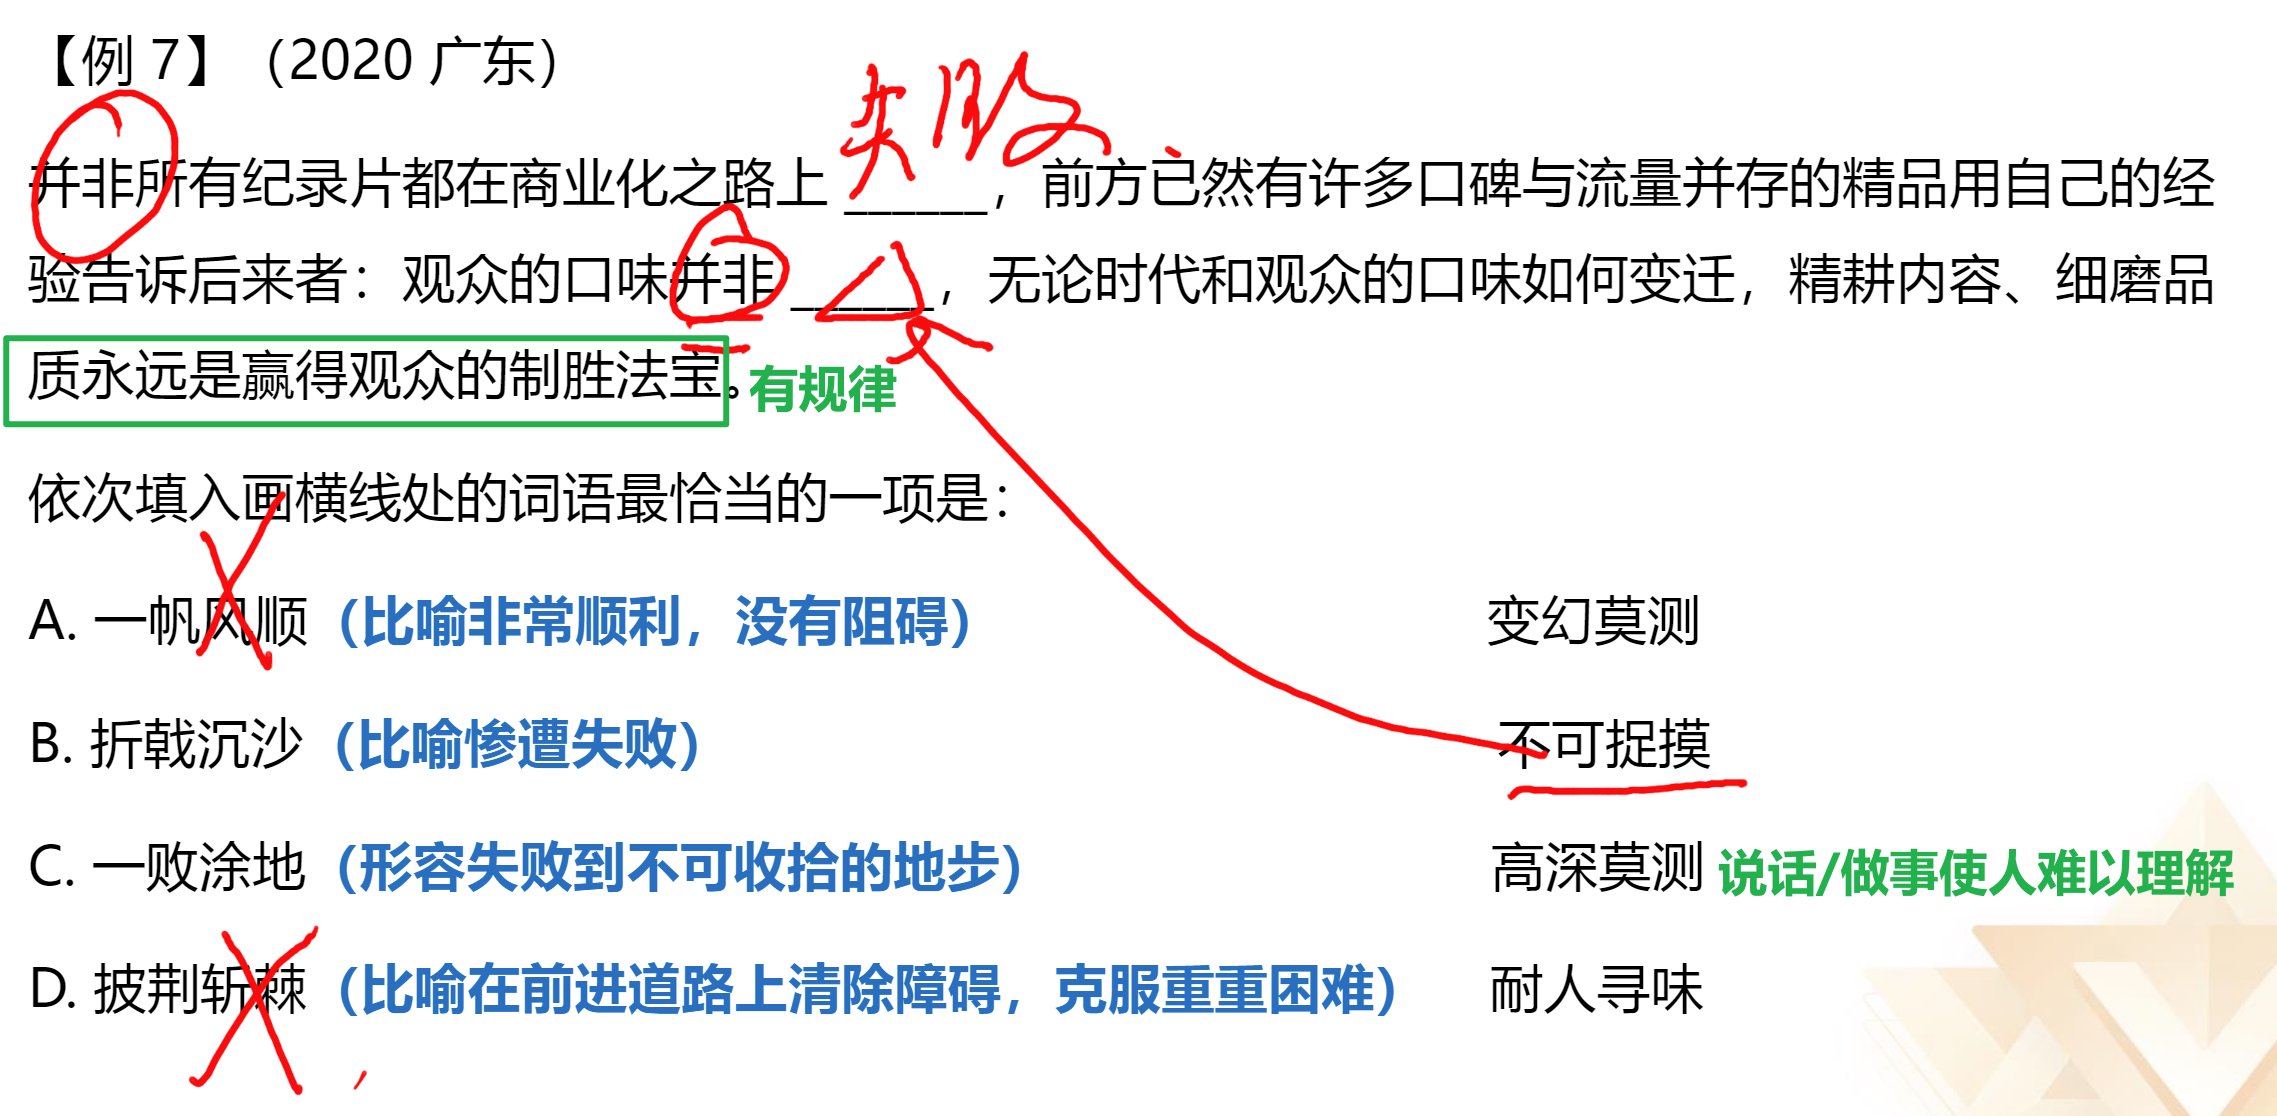 【例 7】（2020 广东）
失败
并非所有纪录片都在商业化之路上 ______，前方已然有许多口碑与流量并存的精品用自己的经
验告诉后来者：观众的口味并非 ______，无论时代和观众的口味如何变迁，精耕内容、细磨品
质永远是赢得观众的制胜法宝。有规律
依次填入画横线处的词语最恰当的一项是：
A. 一帆风顺（比喻非常顺利，没有阻碍） 变幻莫测
B. 折戟沉沙（比喻惨遭失败） 不可捉摸
C. 一败涂地（形容失败到不可收拾的地步） 高深莫测 说话/做事使人难以理解
D. 披荆斩棘（比喻在前进道路上清除障碍，克服重重困难） 耐人寻味